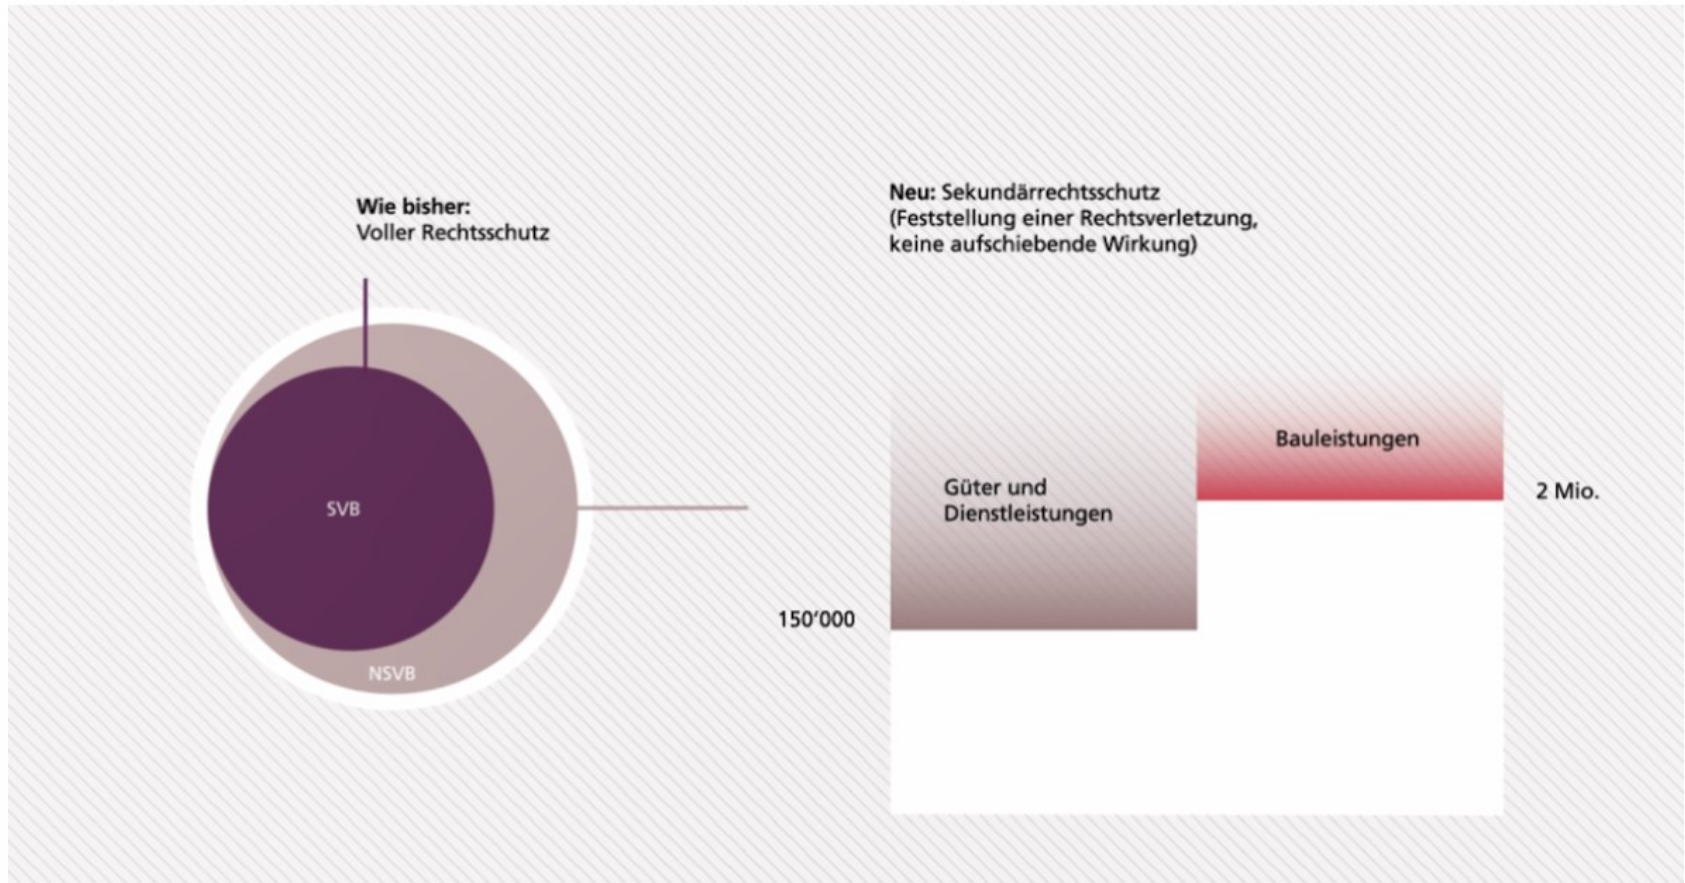 Wie bisher:
Voller Rechtsschutz
SVB
NSVB
Neu: Sekundärrechtsschutz
(Feststellung einer Rechtsverletzung,
keine aufschiebende Wirkung)
Bauleistungen
Güter und
Dienstleistungen
2 Mio.
150’000